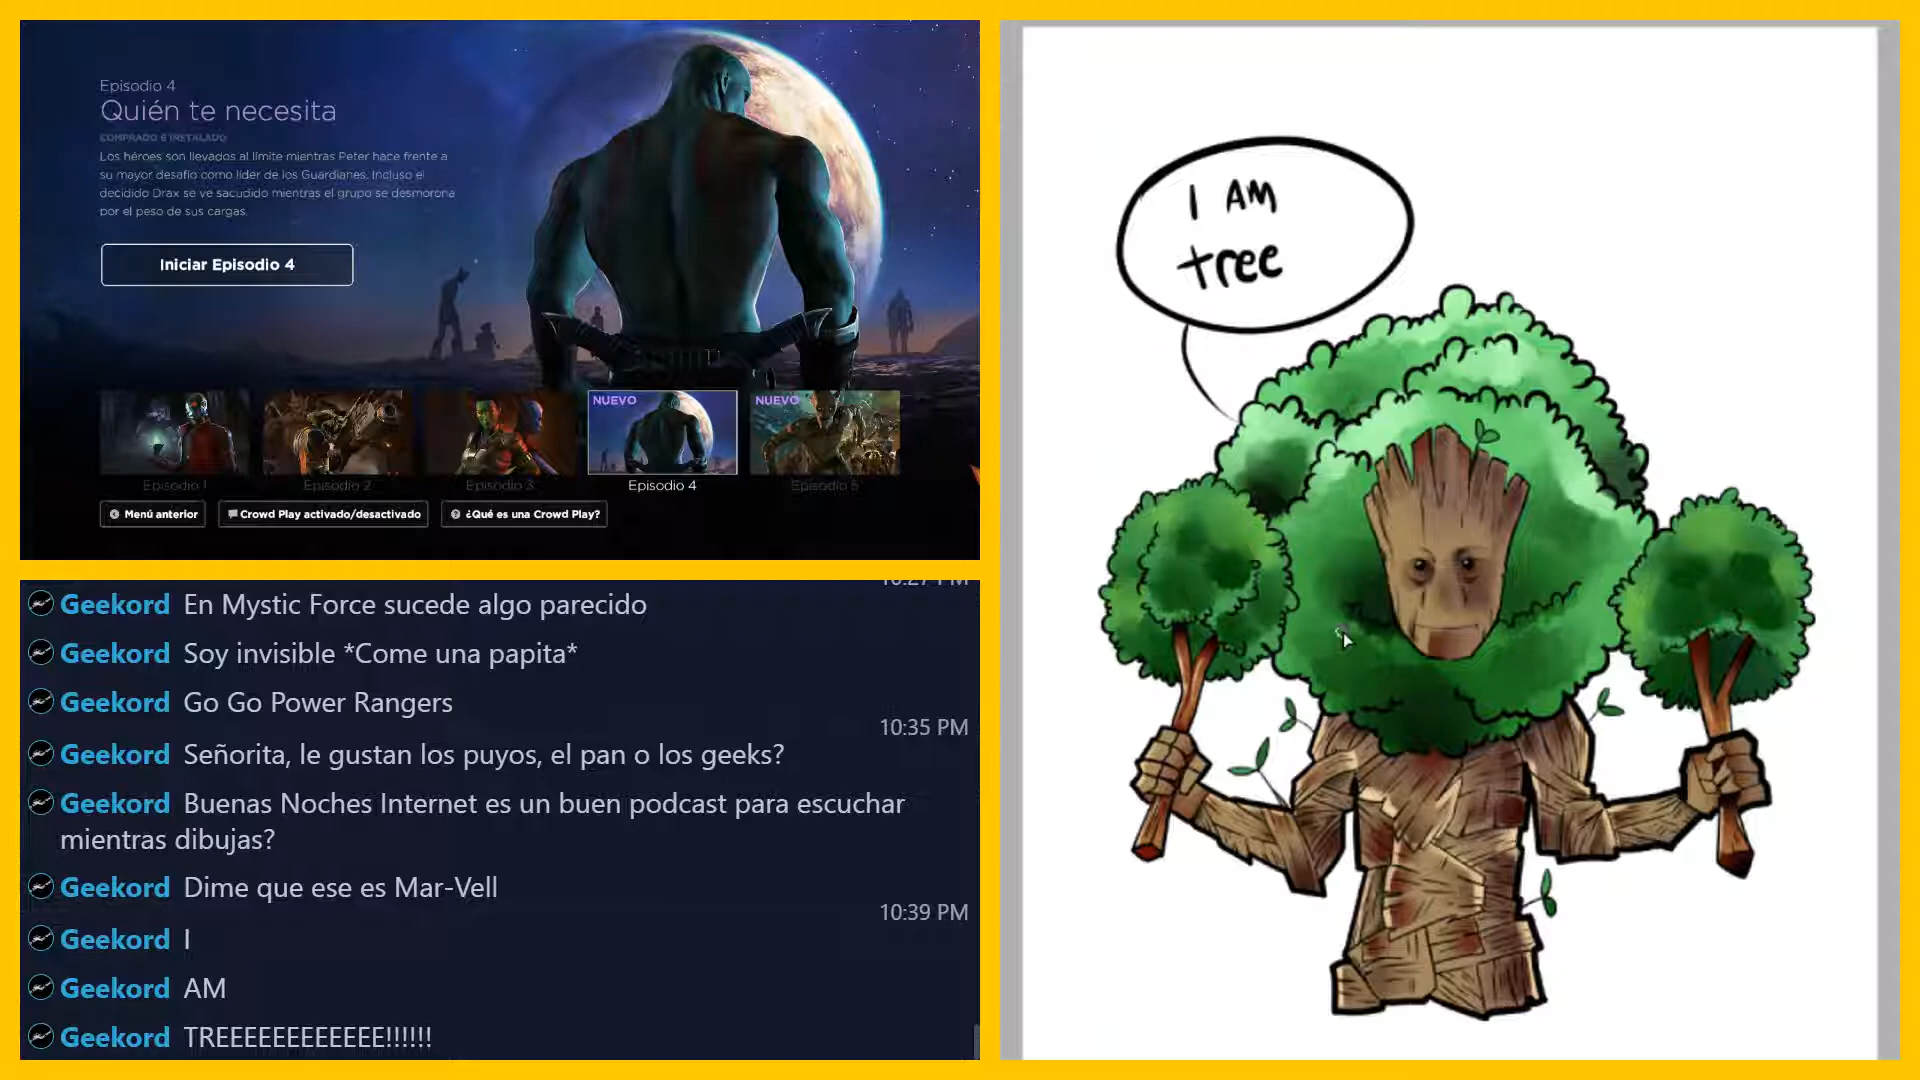 Episodio 4
Quién te necesita
COMPRADO E INSTALADO
Los héroes son llevados al límite mientras Peter hace frente a
su mayor desafío como líder de los Guardianes. Incluso el
decidido Drax se ve sacudido mientras el grupo se desmorona
por el peso de sus cargas.
Iniciar Episodio 4
NUEVO
NUEVO
Episodio 1
Episodio 2
Episodio 3
Episodio 4
Episodio 5
Menú anterior
Crowd Play activado/desactivado
¿Qué es una Crowd Play?
10:27 PM
Geekord En Mystic Force sucede algo parecido
Geekord Soy invisible *Come una papita*
Geekord Go Go Power Rangers
10:35 PM
Geekord Señorita, le gustan los puyos, el pan o los geeks?
Geekord Buenas Noches Internet es un buen podcast para escuchar
mientras dibujas?
Geekord Dime que ese es Mar-Vell
10:39 PM
Geekord I
Geekord AM
Geekord TREEEEEEEEEEE!!!!!!
I AM
tree